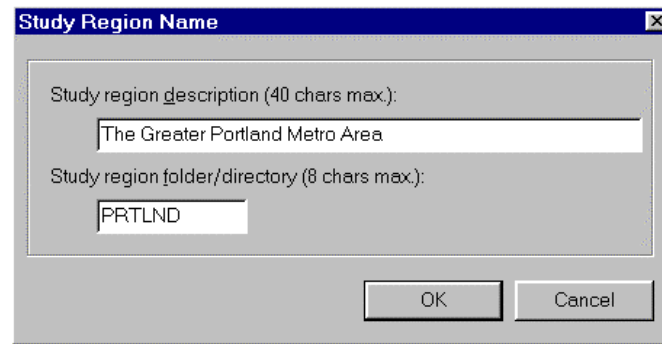 Study Region Name
Study region description (40 chars max.):
The Greater Portland Metro Area
Study region folder/directory (8 chars max.):
PRTLND
OK Cancel